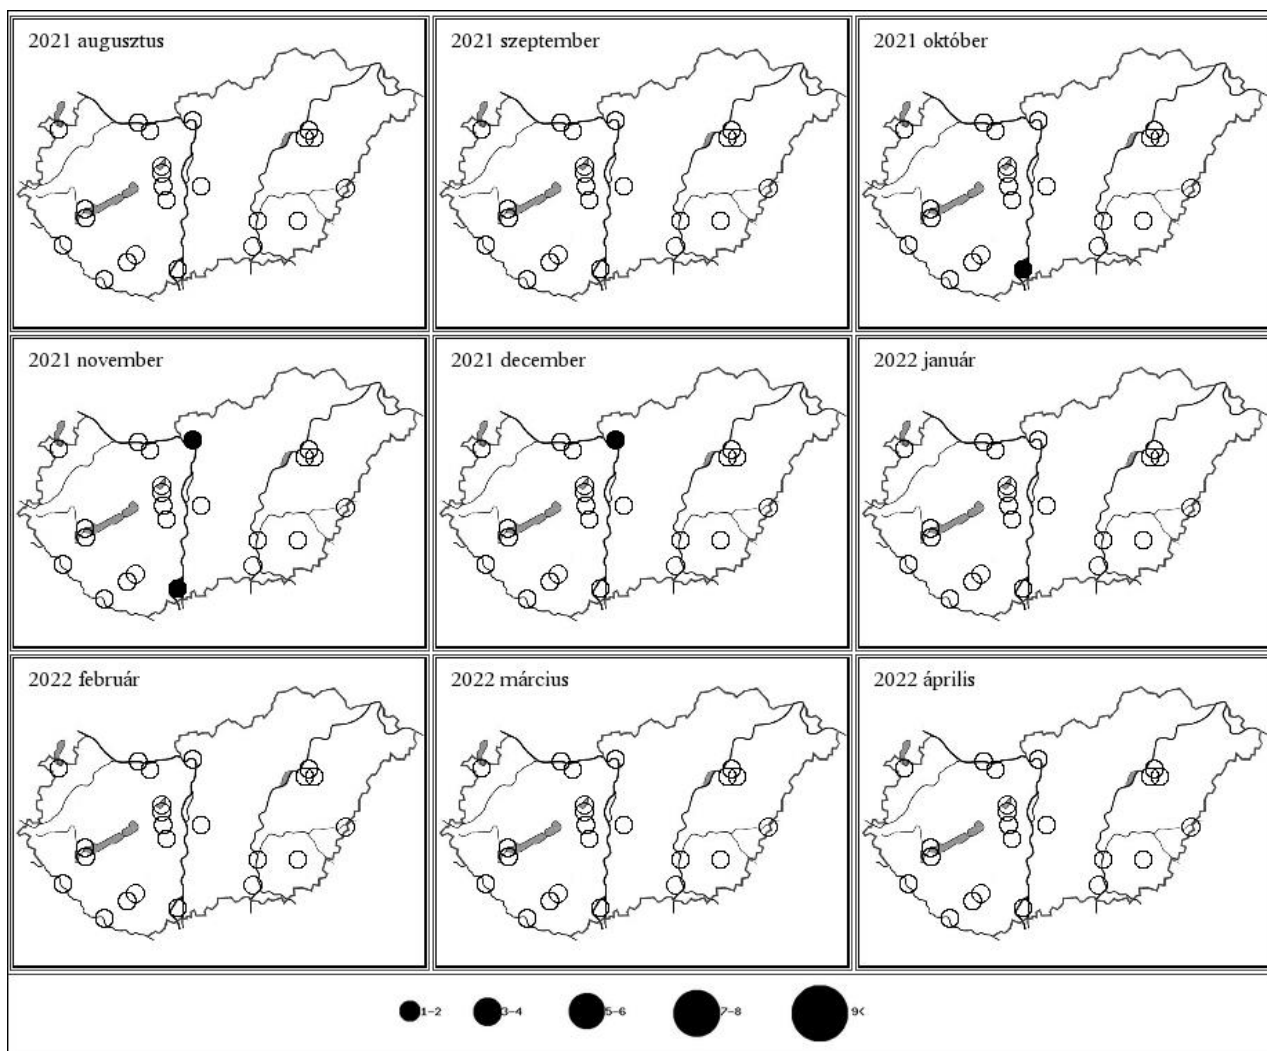 2021 augusztus
2021 szeptember
2021 október
2021 november
2021 december
2022 január
2022 február
2022 március
2022 április
1-2 3-4 5-6 7-8 9<